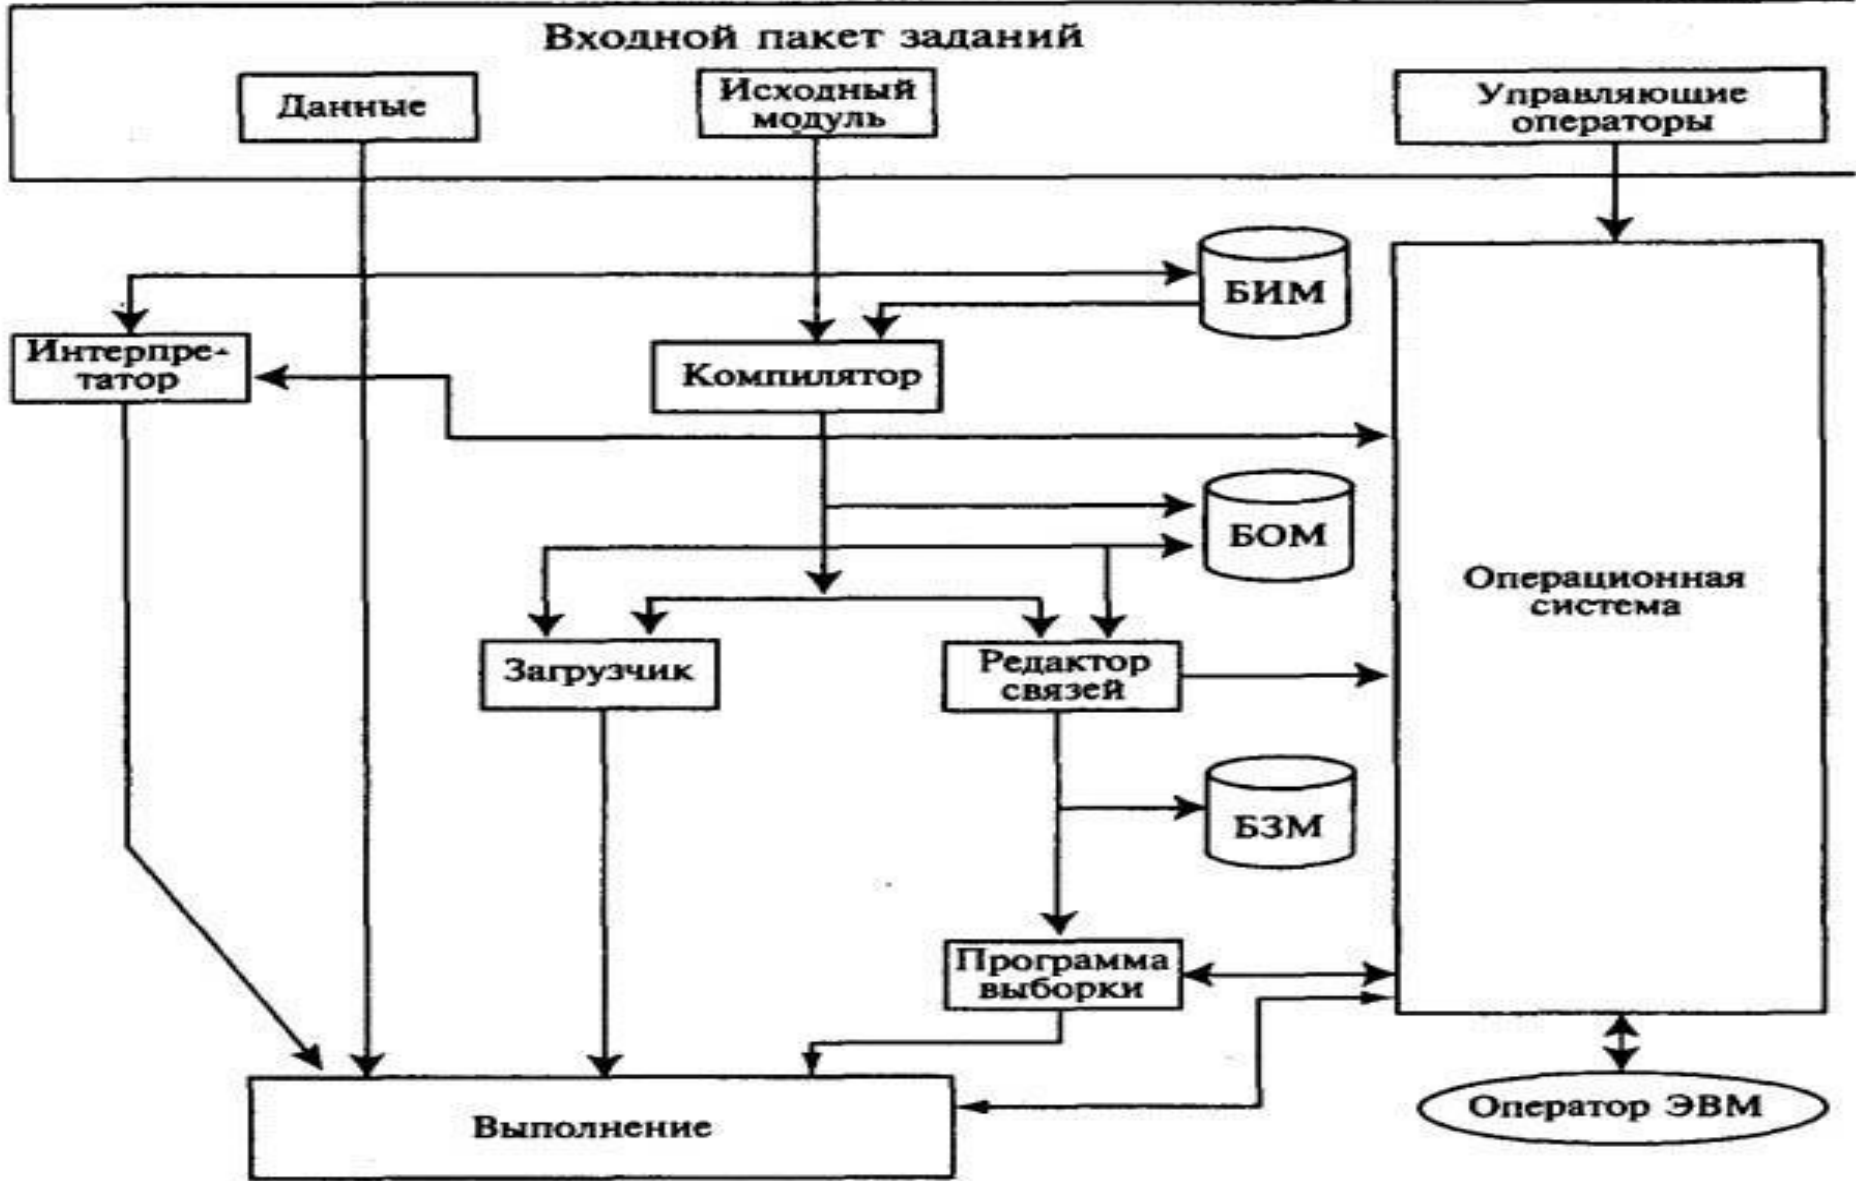 Входной пакет заданий
Данные
Исходный
модуль
Управляющие
операторы
БИМ
Интерпре-
татор
Компилятор
БОМ
Операционная
система
Загрузчик
Редактор
связей
БЗМ
Программа
выборки
Выполнение
Оператор ЭВМ